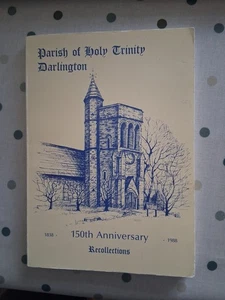 Parish of Holy Trinity
Darlington
1838 - 150th Anniversary - 1988
Recollections